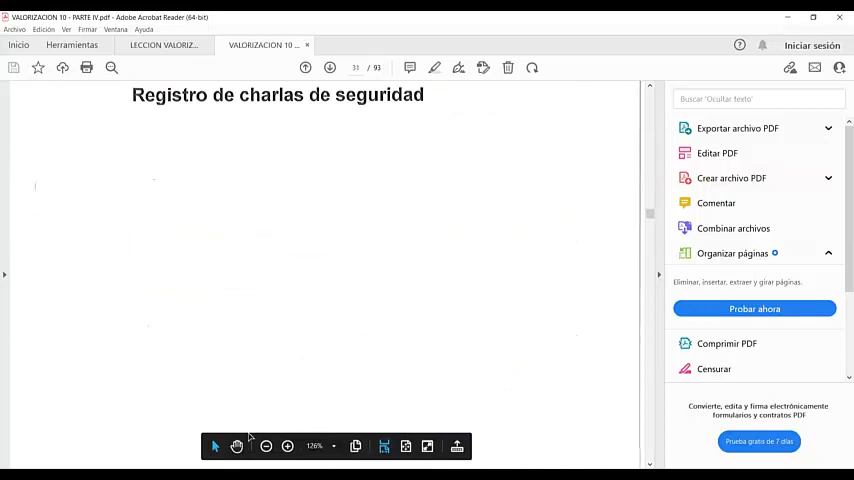 VALORIZACION 10 - PARTE IV.pdf - Adobe Acrobat Reader (64-bit)
Archivo Edición Ver Firmar Ventana Ayuda
Inicio Herramientas LECCION VALORIZ... VALORIZACION 10 ... × Iniciar sesión
31 / 93
Registro de charlas de seguridad
Buscar 'Ocultar texto'
Exportar archivo PDF
Editar PDF
Crear archivo PDF
Comentar
Combinar archivos
Organizar páginas
Eliminar, insertar, extraer y girar páginas.
Probar ahora
Comprimir PDF
Censurar
Convierte, edita y firma electrónicamente
formularios y contratos PDF
Prueba gratis de 7 días
126%